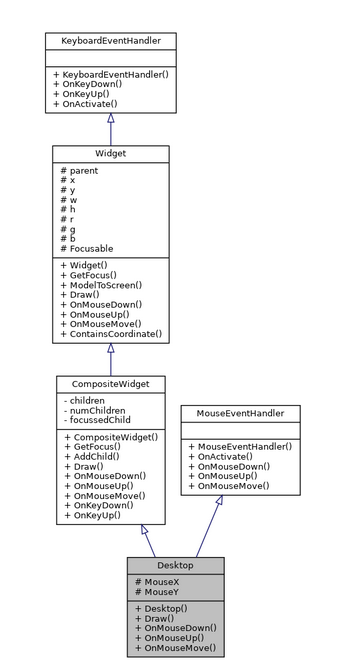 KeyboardEventHandler
+ KeyboardEventHandler()
+ OnKeyDown()
+ OnKeyUp()
+ OnActivate()
Widget
# parent
# x
# y
# w
# h
# r
# g
# b
# Focusable
+ Widget()
+ GetFocus()
+ ModelToScreen()
+ Draw()
+ OnMouseDown()
+ OnMouseUp()
+ OnMouseMove()
+ ContainsCoordinate()
CompositeWidget
- children
- numChildren
- focussedChild
+ CompositeWidget()
+ GetFocus()
+ AddChild()
+ Draw()
+ OnMouseDown()
+ OnMouseUp()
+ OnMouseMove()
+ OnKeyDown()
+ OnKeyUp()
MouseEventHandler
+ MouseEventHandler()
+ OnActivate()
+ OnMouseDown()
+ OnMouseUp()
+ OnMouseMove()
Desktop
# MouseX
# MouseY
+ Desktop()
+ Draw()
+ OnMouseDown()
+ OnMouseUp()
+ OnMouseMove()